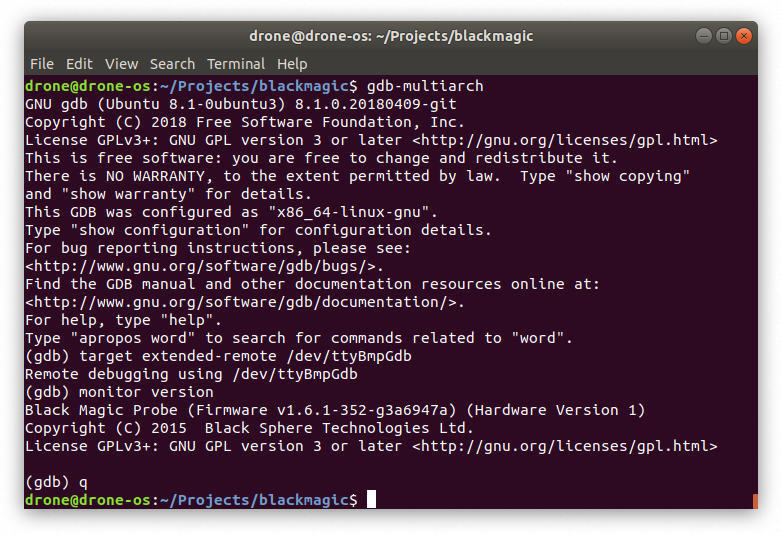 drone@drone-os: ~/Projects/blackmagic
File Edit View Search Terminal Help
drone@drone-os:~/Projects/blackmagic$ gdb-multiarch
GNU gdb (Ubuntu 8.1-0ubuntu3) 8.1.0.20180409-git
Copyright (C) 2018 Free Software Foundation, Inc.
License GPLv3+: GNU GPL version 3 or later <http://gnu.org/licenses/gpl.html>
This is free software: you are free to change and redistribute it.
There is NO WARRANTY, to the extent permitted by law.  Type "show copying"
and "show warranty" for details.
This GDB was configured as "x86_64-linux-gnu".
Type "show configuration" for configuration details.
For bug reporting instructions, please see:
<http://www.gnu.org/software/gdb/bugs/>.
Find the GDB manual and other documentation resources online at:
<http://www.gnu.org/software/gdb/documentation/>.
For help, type "help".
Type "apropos word" to search for commands related to "word".
(gdb) target extended-remote /dev/ttyBmpGdb
Remote debugging using /dev/ttyBmpGdb
(gdb) monitor version
Black Magic Probe (Firmware v1.6.1-352-g3a6947a) (Hardware Version 1)
Copyright (C) 2015  Black Sphere Technologies Ltd.
License GPLv3+: GNU GPL version 3 or later <http://gnu.org/licenses/gpl.html>
(gdb) q
drone@drone-os:~/Projects/blackmagic$